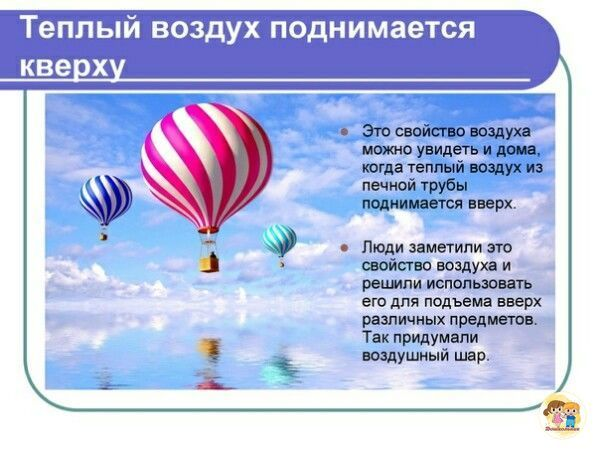 Теплый воздух поднимается
кверху
Это свойство воздуха
можно увидеть и дома,
когда теплый воздух из
печной трубы
поднимается вверх.
Люди заметили это
свойство воздуха и
решили использовать
его для подъема вверх
различных предметов.
Так придумали
воздушный шар.
Дошкольник